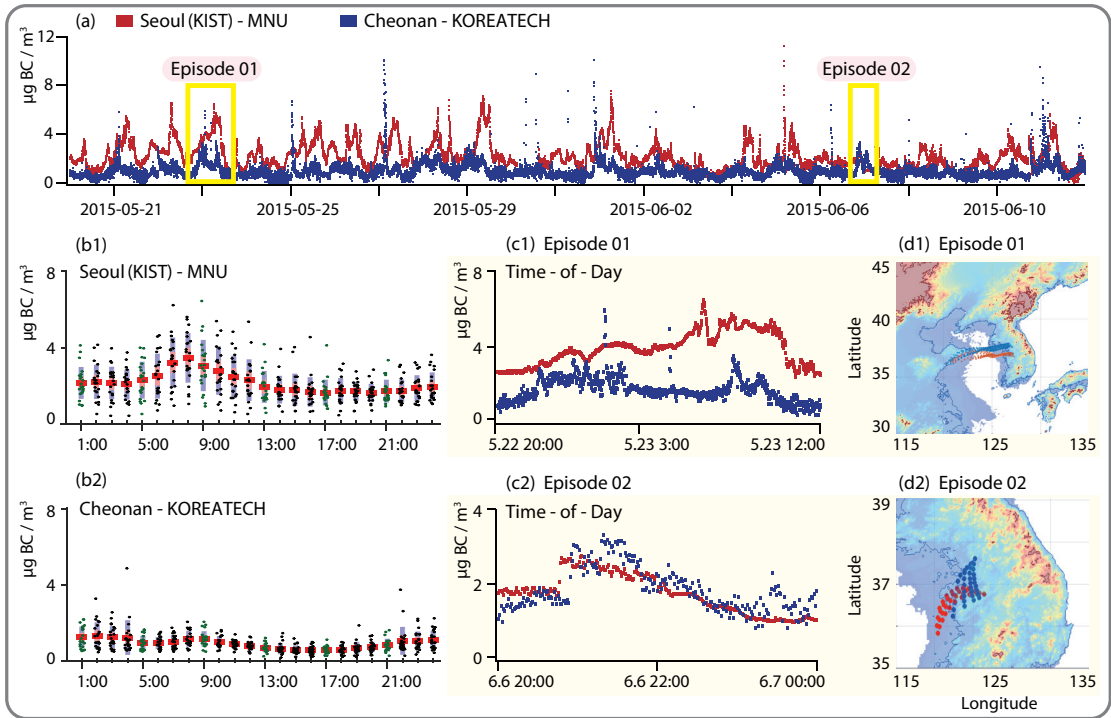 (a) Seoul (KIST) - MNU Cheonan - KOREATECH
µg BC / m³
12
8
4
0
Episode 01
Episode 02
2015-05-21 2015-05-25 2015-05-29 2015-06-02 2015-06-06 2015-06-10
(b1)
Seoul (KIST) - MNU
µg BC / m³
8
4
0
1:00 5:00 9:00 13:00 17:00 21:00
(c1) Episode 01
Time - of - Day
µg BC / m³
8
4
0
5.22 20:00 5.23 3:00 5.23 12:00
(d1) Episode 01
Latitude
45
40
35
30
115 125 135
(b2)
Cheonan - KOREATECH
µg BC / m³
8
4
0
1:00 5:00 9:00 13:00 17:00 21:00
(c2) Episode 02
Time - of - Day
µg BC / m³
4
2
0
6.6 20:00 6.6 22:00 6.7 00:00
(d2) Episode 02
Latitude
39
37
35
115 125 135
Longitude